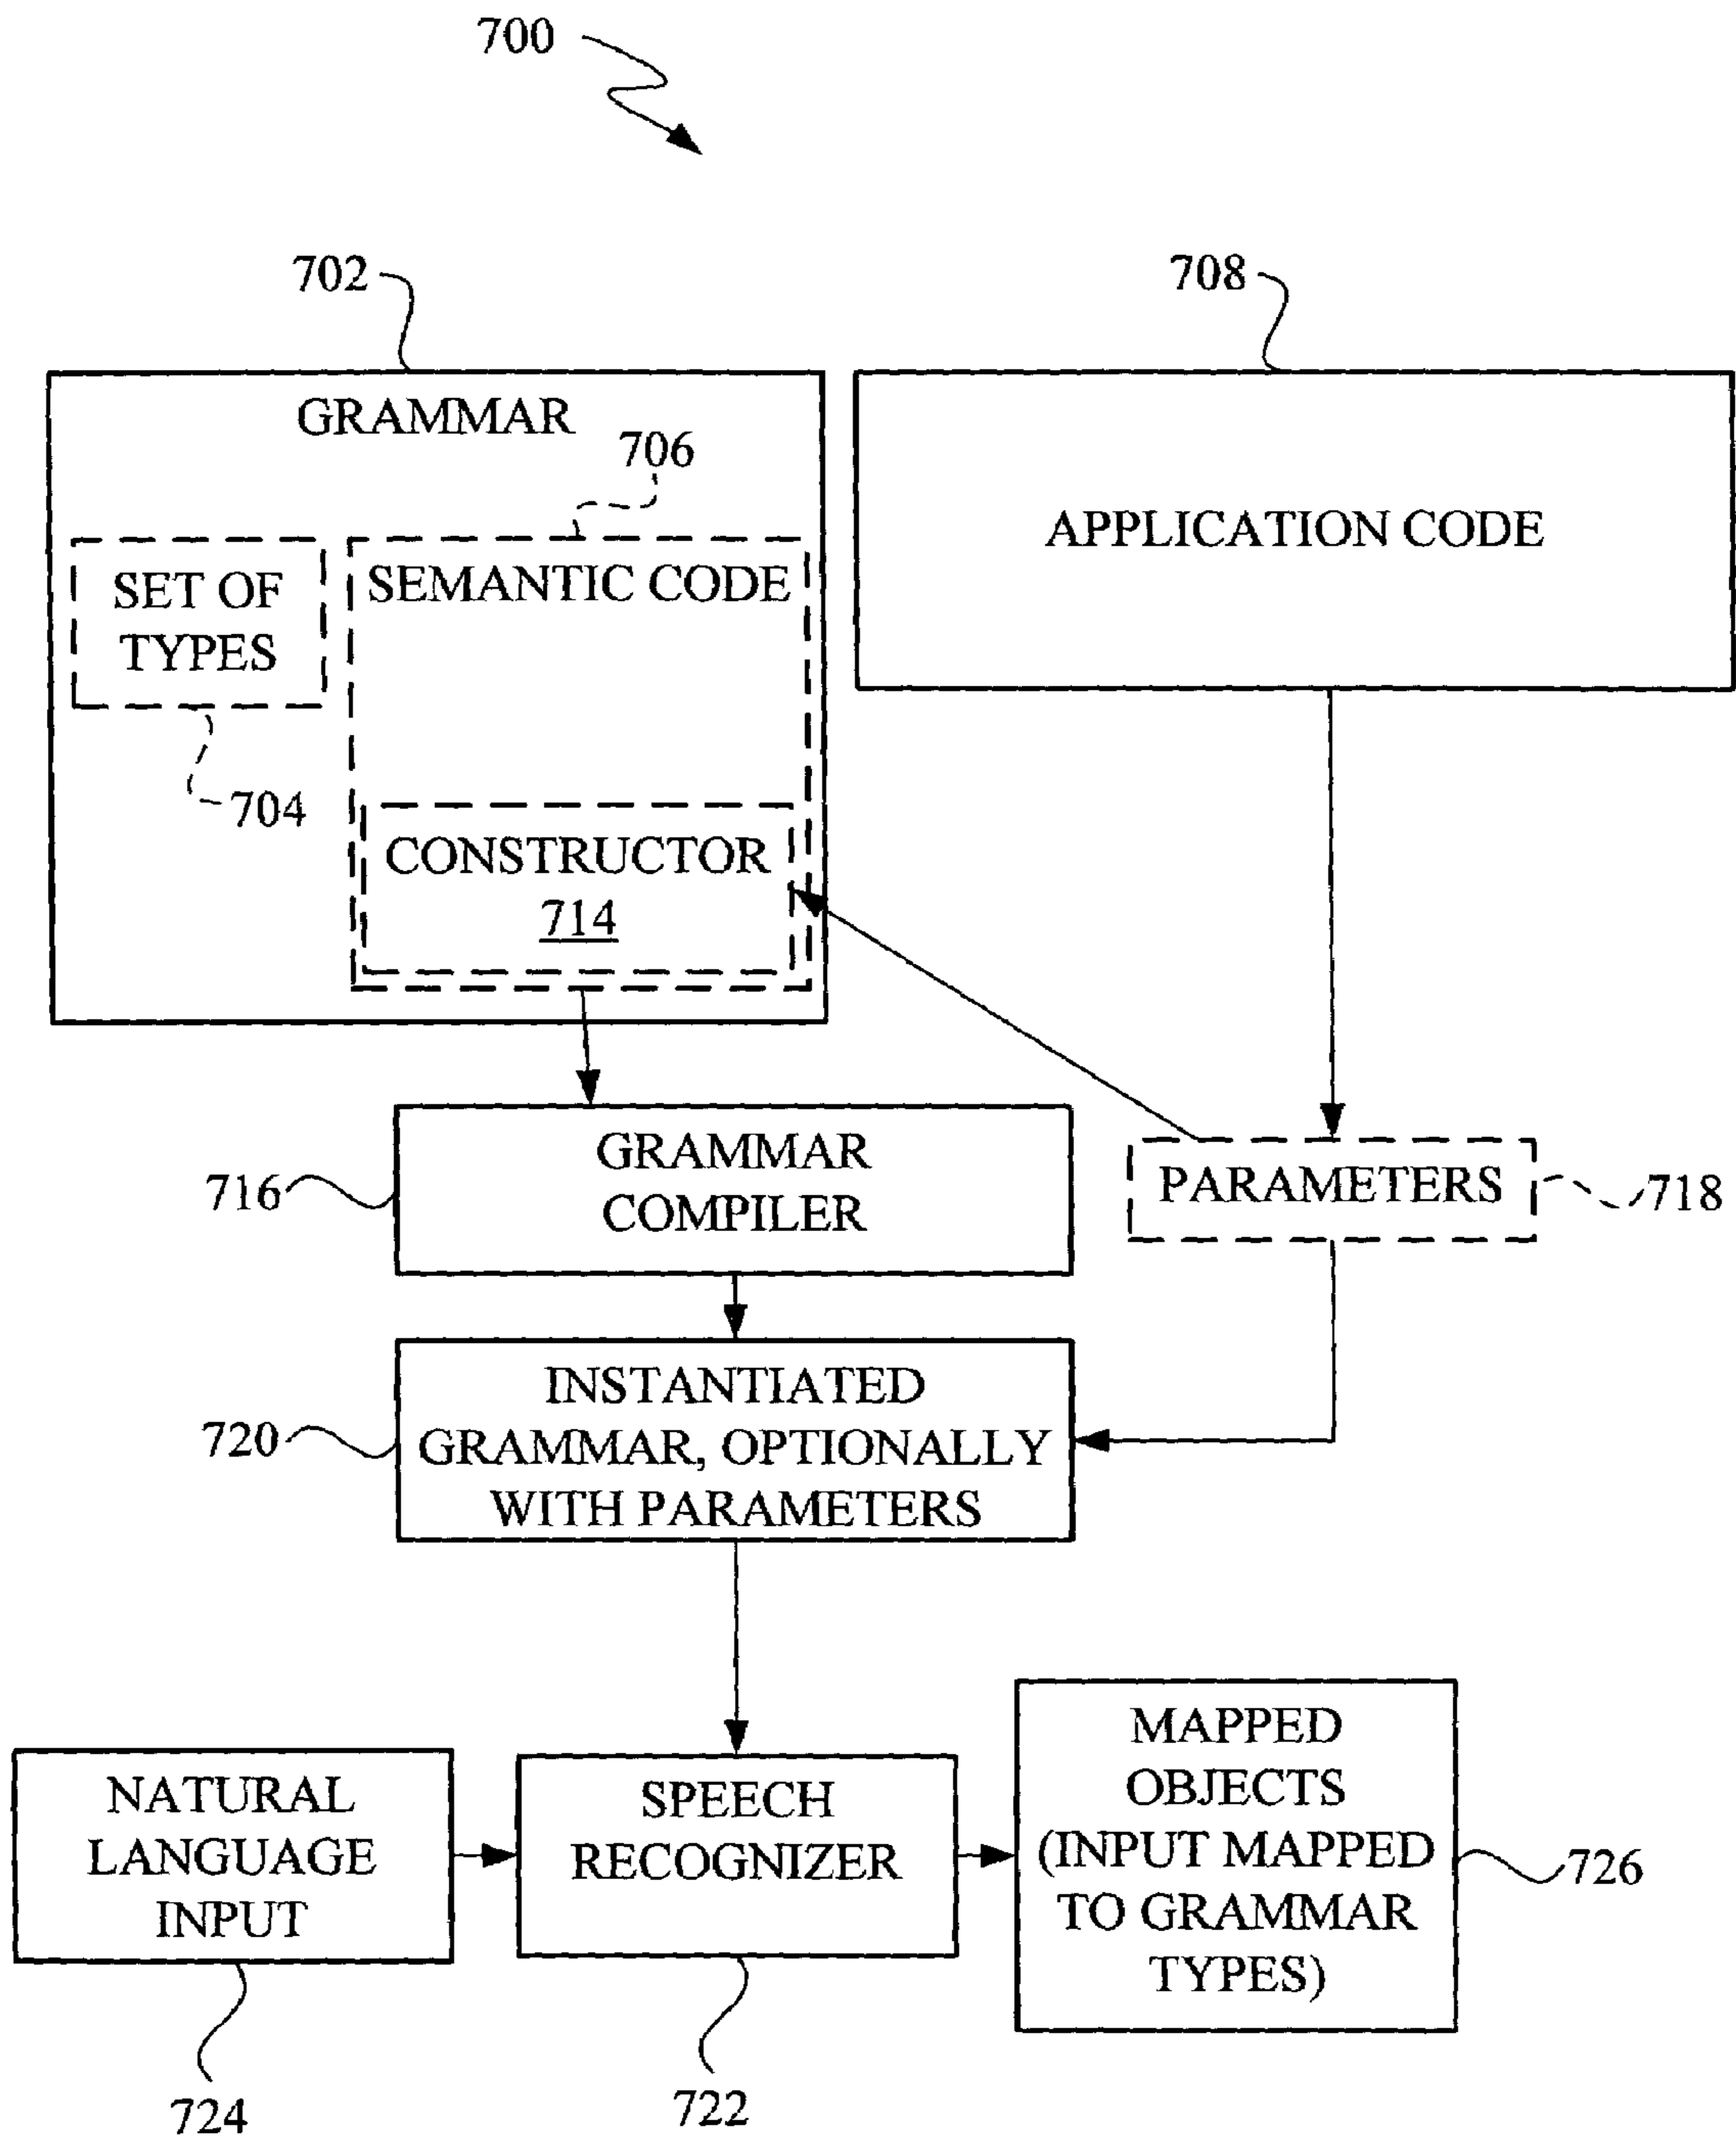 700
702
708
GRAMMAR
706
APPLICATION CODE
SET OF
TYPES
SEMANTIC CODE
704
CONSTRUCTOR
714
GRAMMAR
COMPILER
716
PARAMETERS
718
INSTANTIATED
GRAMMAR, OPTIONALLY
WITH PARAMETERS
720
NATURAL
LANGUAGE
INPUT
SPEECH
RECOGNIZER
MAPPED
OBJECTS
(INPUT MAPPED
TO GRAMMAR
TYPES)
726
724
722